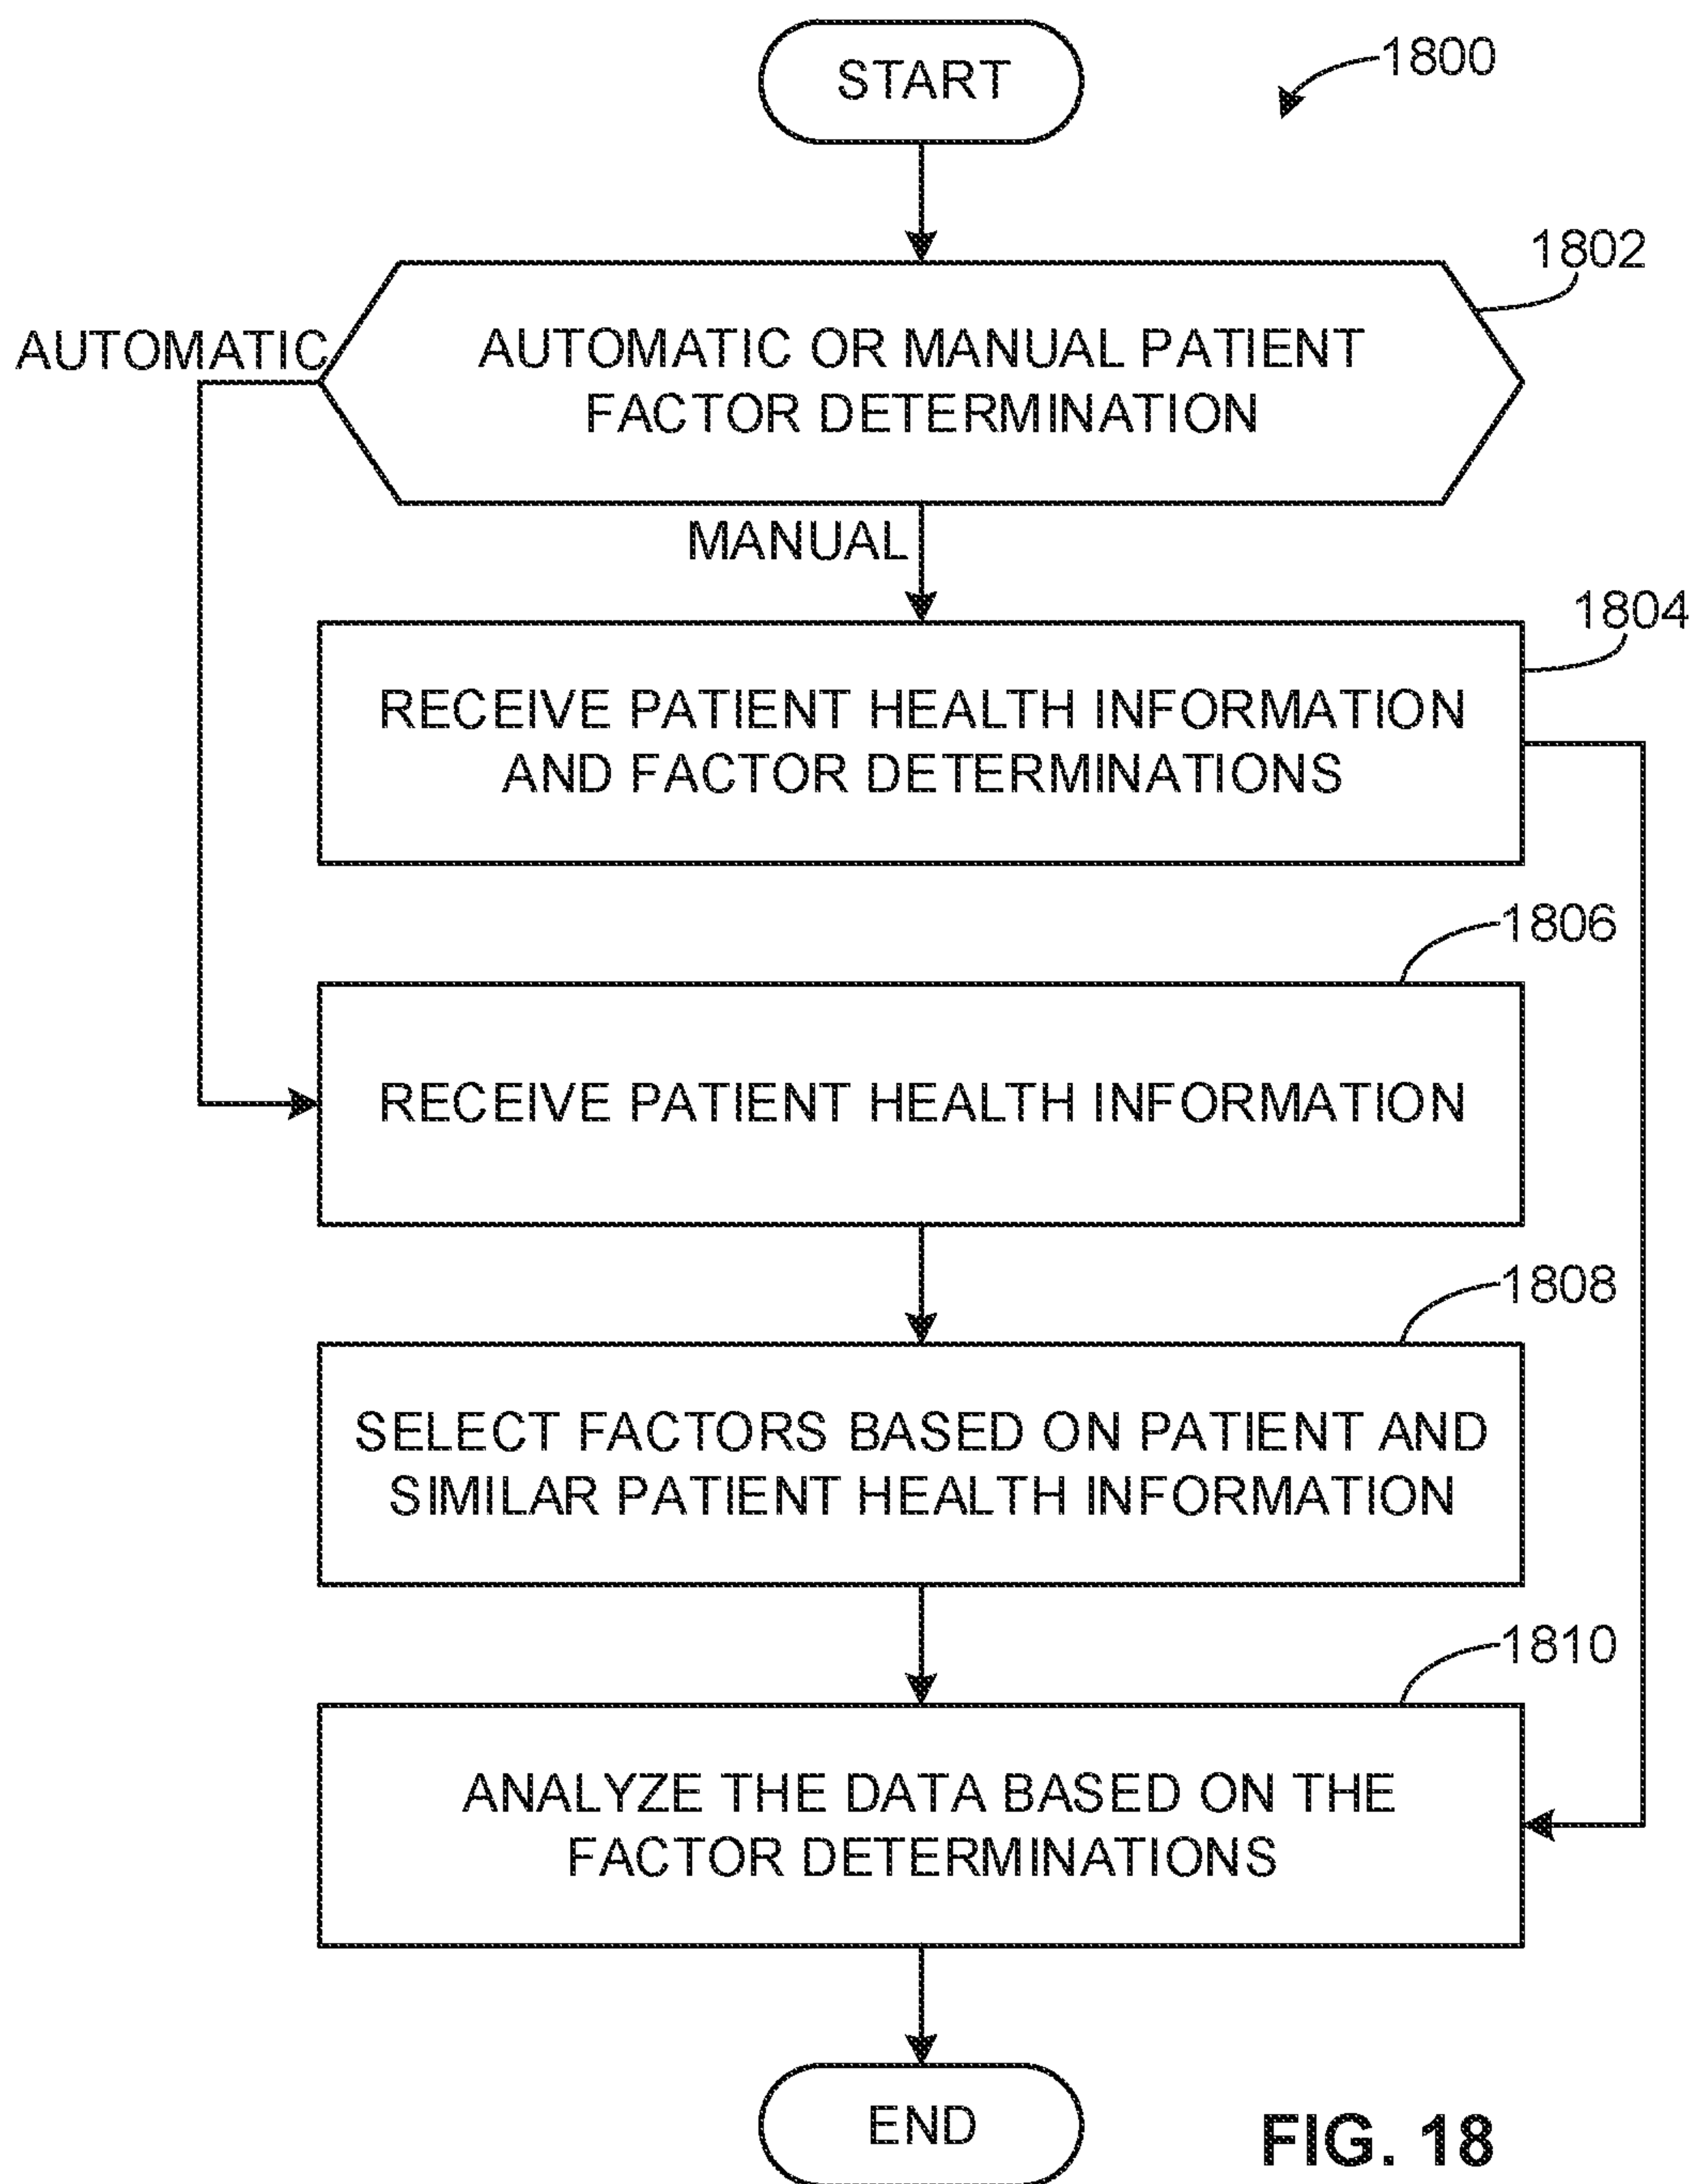 START
1800
1802
AUTOMATIC
AUTOMATIC OR MANUAL PATIENT
FACTOR DETERMINATION
MANUAL
1804
RECEIVE PATIENT HEALTH INFORMATION
AND FACTOR DETERMINATIONS
1806
RECEIVE PATIENT HEALTH INFORMATION
1808
SELECT FACTORS BASED ON PATIENT AND
SIMILAR PATIENT HEALTH INFORMATION
1810
ANALYZE THE DATA BASED ON THE
FACTOR DETERMINATIONS
END
FIG. 18